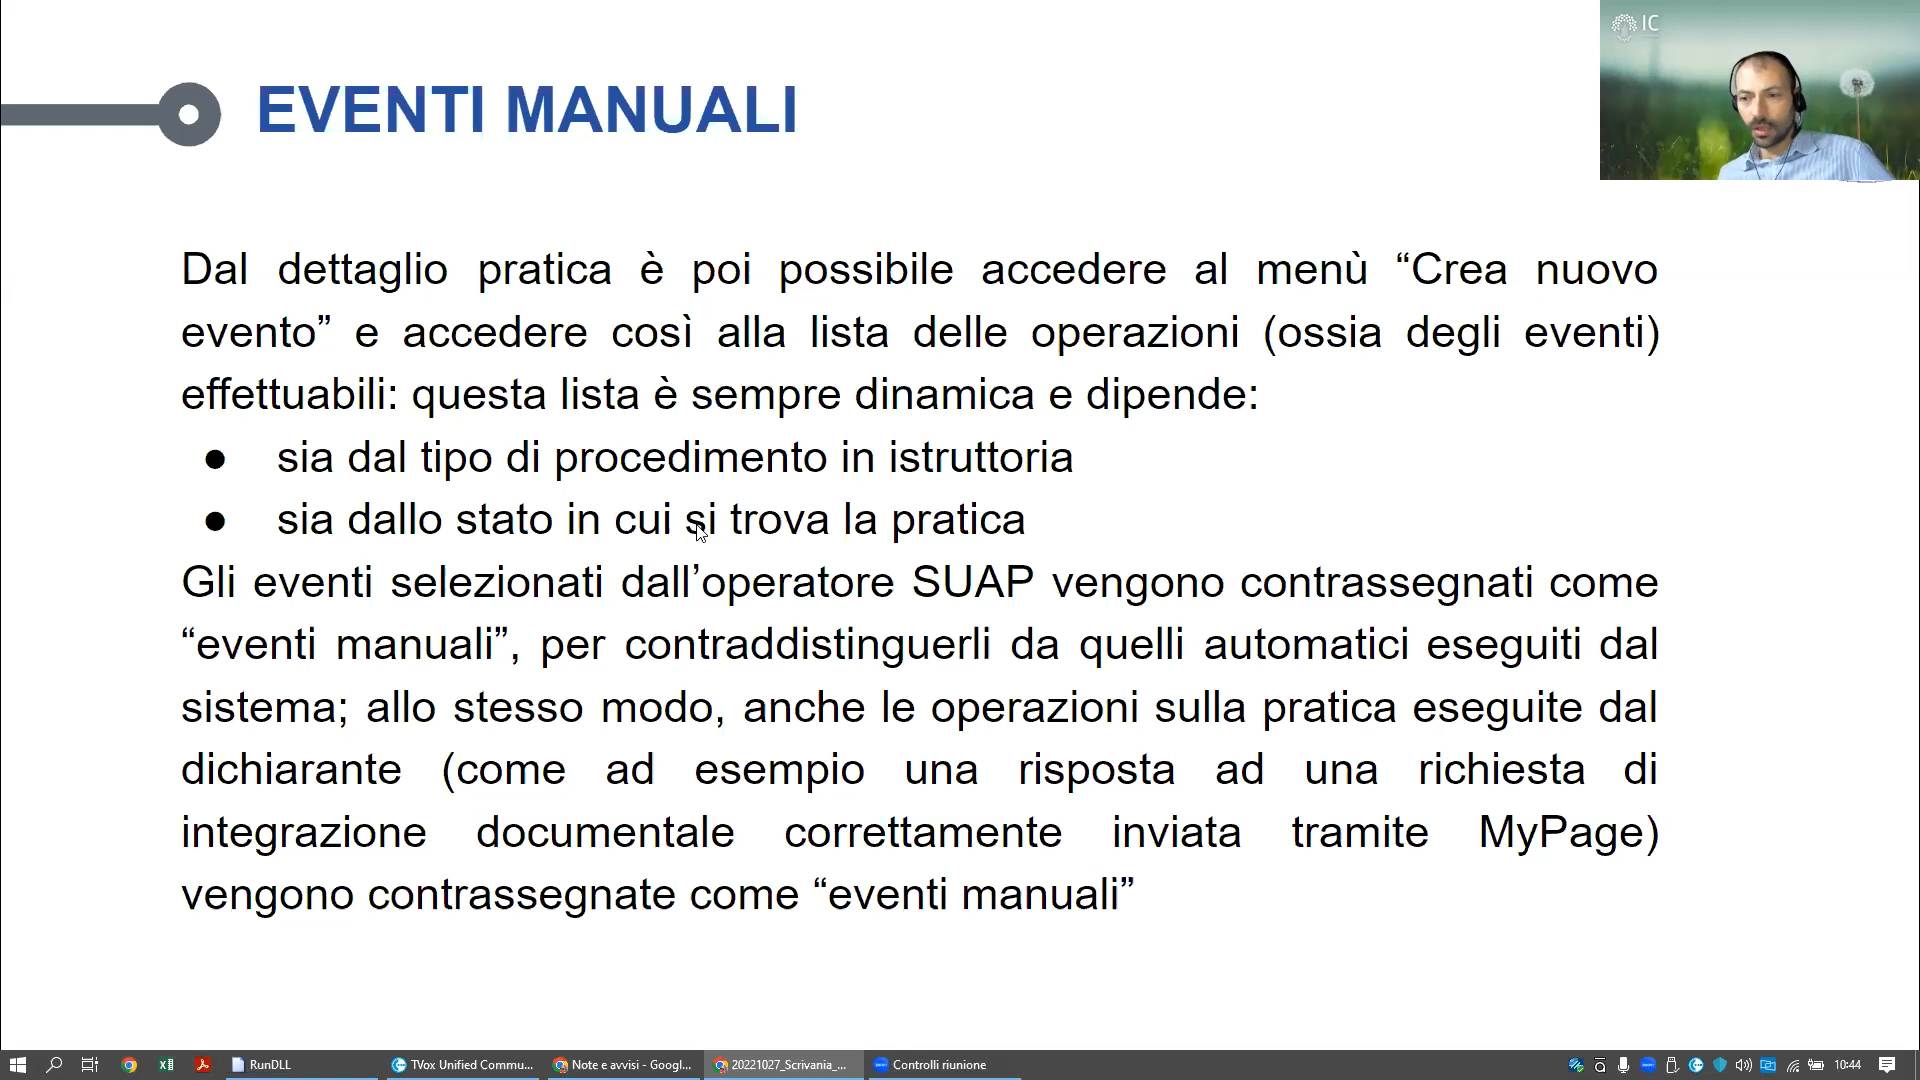 IC
EVENTI MANUALI
Dal dettaglio pratica è poi possibile accedere al menù “Crea nuovo
evento” e accedere così alla lista delle operazioni (ossia degli eventi)
effettuabili: questa lista è sempre dinamica e dipende:
● sia dal tipo di procedimento in istruttoria
● sia dallo stato in cui si trova la pratica
Gli eventi selezionati dall’operatore SUAP vengono contrassegnati come
“eventi manuali”, per contraddistinguerli da quelli automatici eseguiti dal
sistema; allo stesso modo, anche le operazioni sulla pratica eseguite dal
dichiarante (come ad esempio una risposta ad una richiesta di
integrazione documentale correttamente inviata tramite MyPage)
vengono contrassegnate come “eventi manuali”
RunDLL TVox Unified Commu... Note e avvisi - Googl... 20221027_Scrivania_... Controlli riunione 10:44